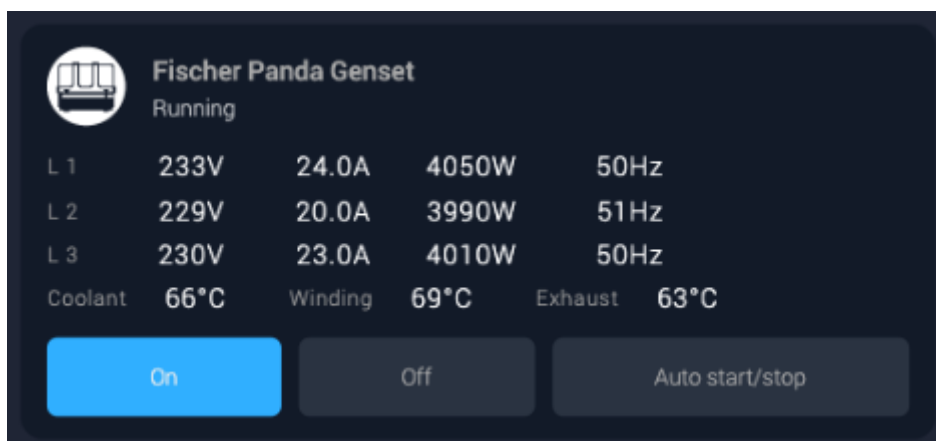 Fischer Panda Genset
Running
L 1 233V 24.0A 4050W 50Hz
L 2 229V 20.0A 3990W 51Hz
L 3 230V 23.0A 4010W 50Hz
Coolant 66°C Winding 69°C Exhaust 63°C
On Off Auto start/stop